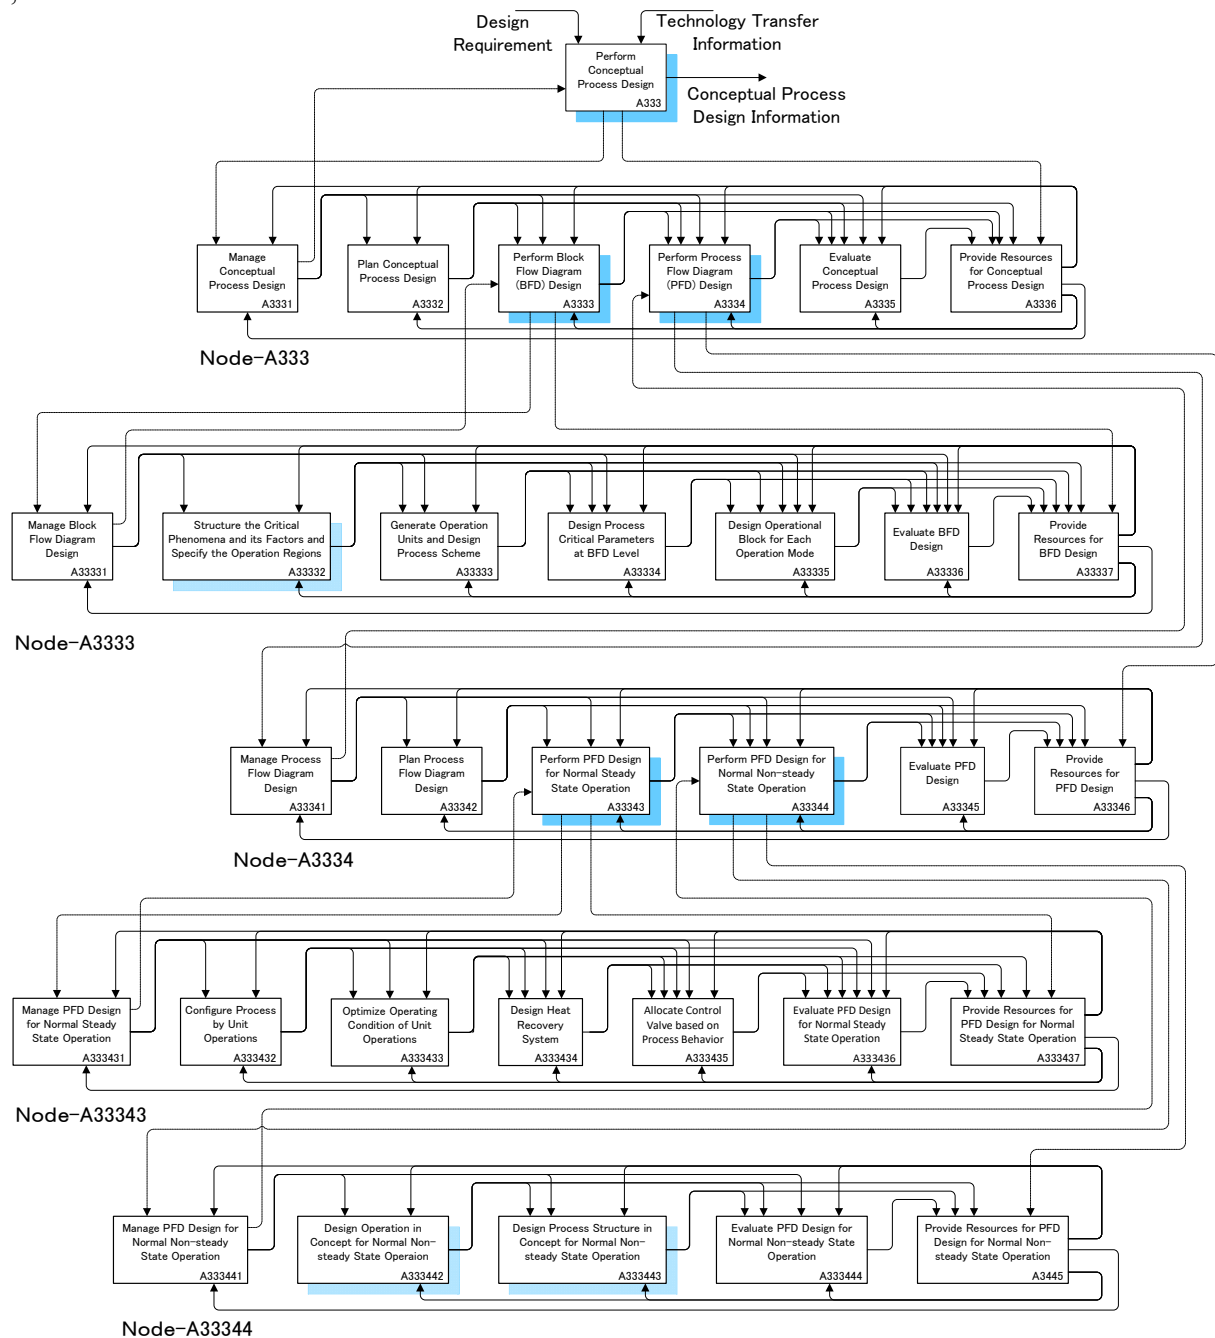 Design
Requirement
Technology Transfer
Information
Perform
Conceptual
Process Design
A333
Conceptual Process
Design Information
Manage
Conceptual
Process Design
A3331
Plan Conceptual
Process Design
A3332
Perform Block
Flow Diagram
(BFD) Design
A3333
Perform Process
Flow Diagram
(PFD) Design
A3334
Evaluate
Conceptual
Process Design
A3335
Provide Resources
for Conceptual
Process Design
A3336
Node-A333
Manage Block
Flow Diagram
Design
A33331
Structure the Critical
Phenomena and its Factors and
Specify the Operation Regions
A33332
Generate Operation
Units and Design
Process Scheme
A33333
Design Process
Critical Parameters
at BFD Level
A33334
Design Operational
Block for Each
Operation Mode
A33335
Evaluate BFD
Design
A33336
Provide
Resources for
BFD Design
A33337
Node-A3333
Manage Process
Flow Diagram
Design
A33341
Plan Process
Flow Diagram
Design
A33342
Perform PFD Design
for Normal Steady
State Operation
A33343
Perform PFD Design for
Normal Non-steady
State Operation
A33344
Evaluate PFD
Design
A33345
Provide
Resources for
PFD Design
A33346
Node-A3334
Manage PFD Design
for Normal Steady
State Operation
A333431
Configure Process
by Unit
Operations
A333432
Optimize Operating
Condition of Unit
Operations
A333433
Design Heat
Recovery
System
A333434
Allocate Control
Valve based on
Process Behavior
A333435
Evaluate PFD Design
for Normal Steady
State Operation
A333436
Provide Resources for
PFD Design for Normal
Steady State Operation
A333437
Node-A33343
Manage PFD Design for
Normal Non-steady
State Operation
A333441
Design Operation in
Concept for Normal Non-
steady State Operaion
A333442
Design Process Structure in
Concept for Normal Non-
steady State Operation
A333443
Evaluate PFD Design for
Normal Non-steady State
Operation
A333444
Provide Resources for PFD
Design for Normal Non-
steady State Operation
A3445
Node-A33344